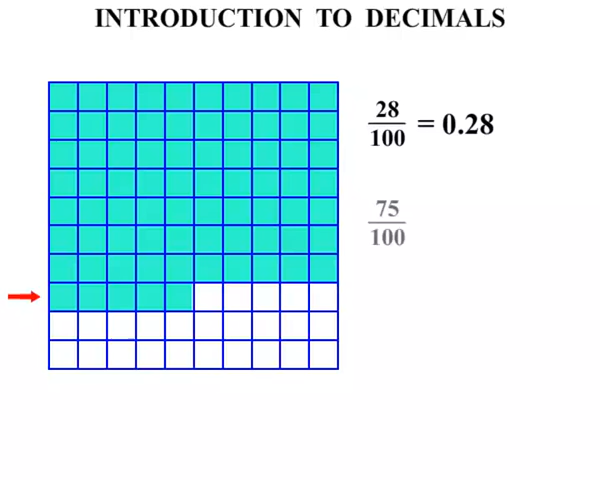 INTRODUCTION TO DECIMALS
28/100 = 0.28
75/100